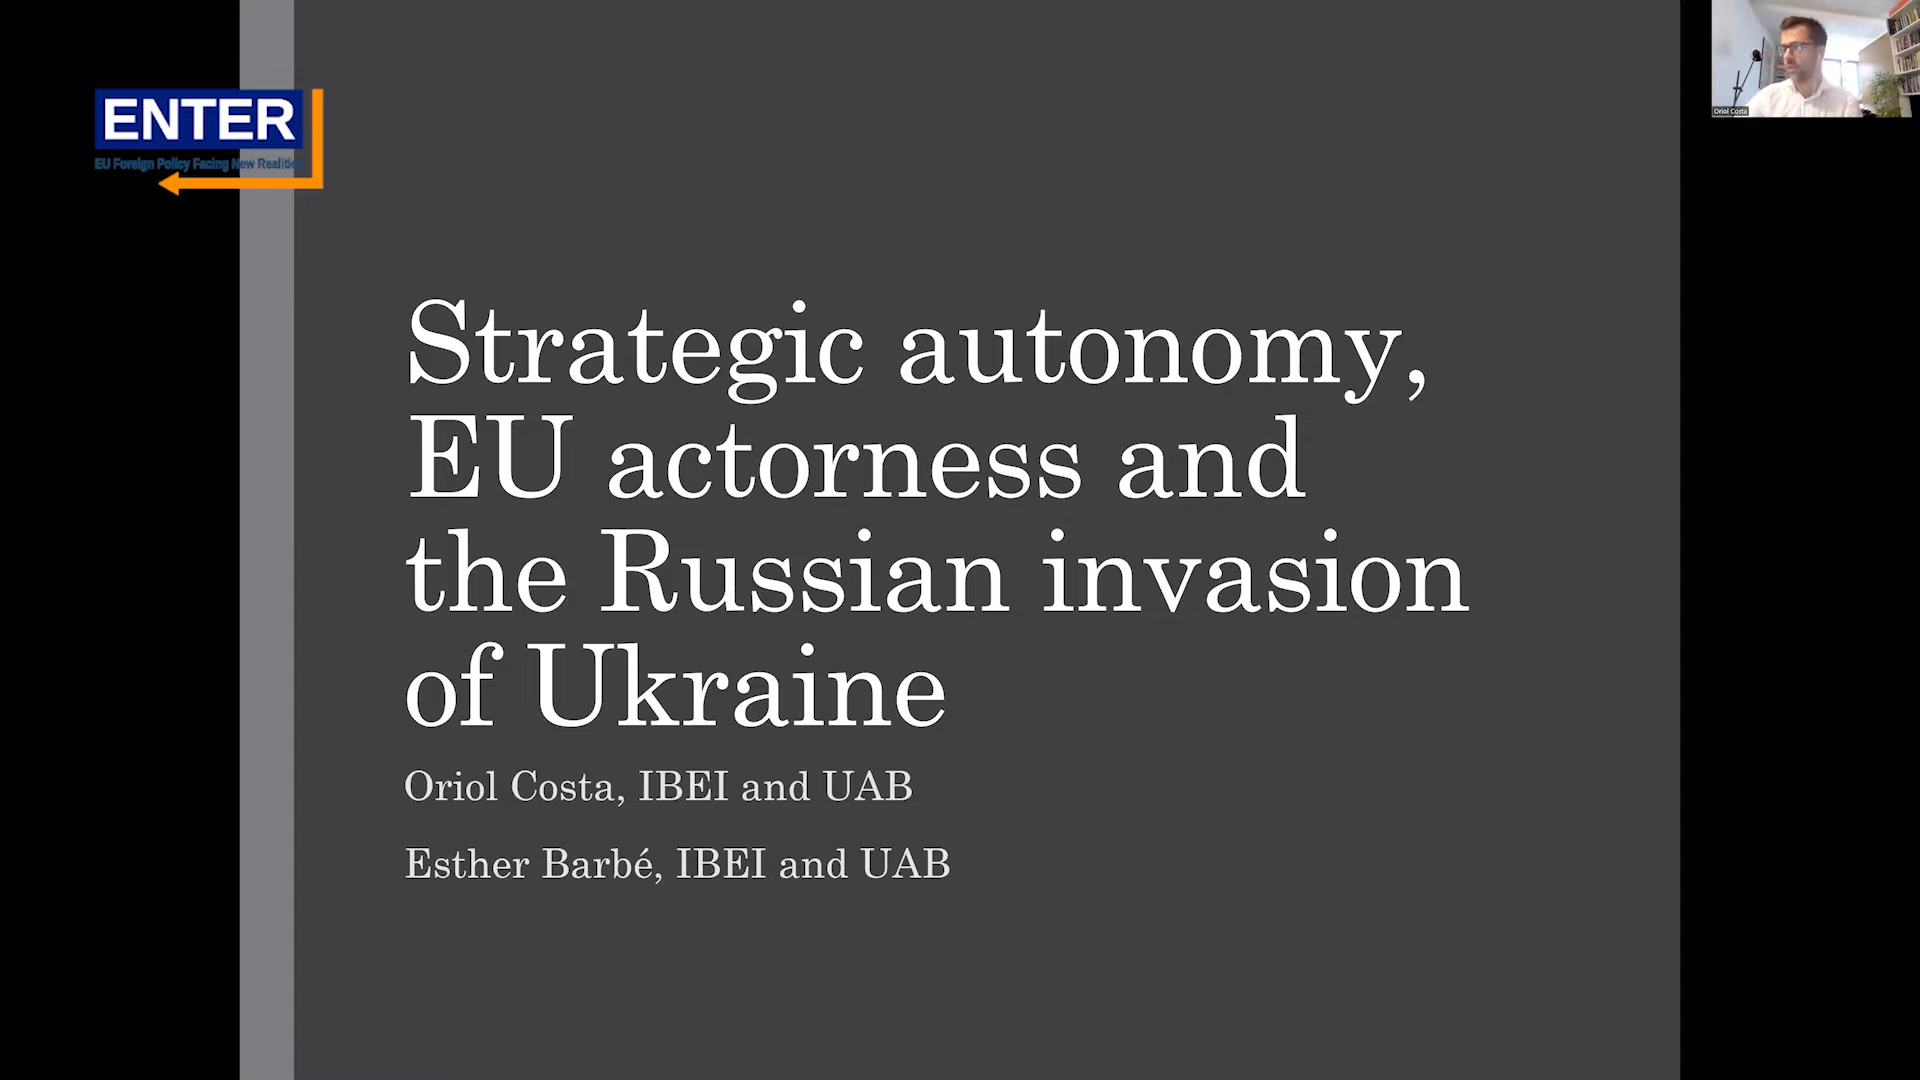 ENTER
EU Foreign Policy Facing New Realities
Oriol Costa
Strategic autonomy,
EU actorness and
the Russian invasion
of Ukraine
Oriol Costa, IBEI and UAB
Esther Barbé, IBEI and UAB